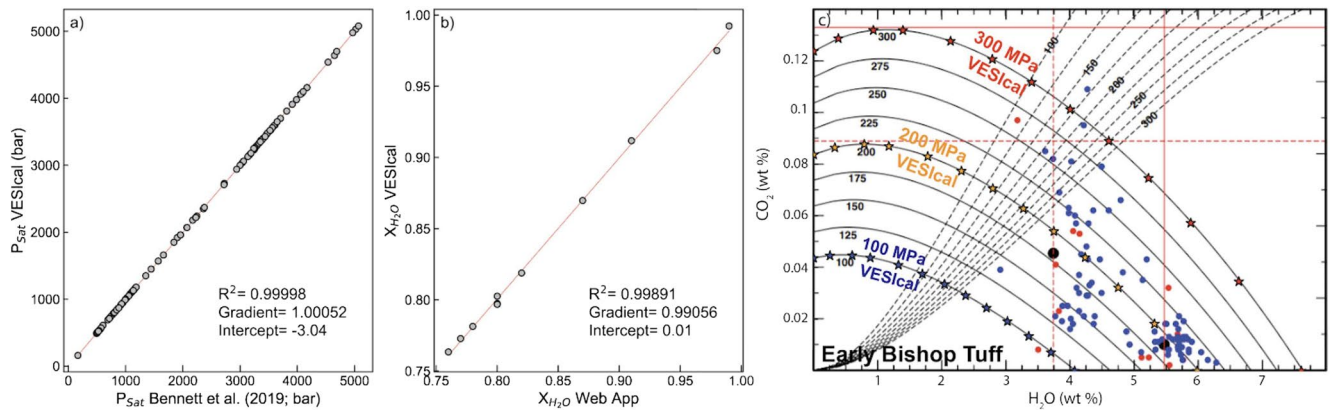 a)
5000
4000
3000
2000
1000
0
P_Sat VESIcal (bar)
R²= 0.99998
Gradient= 1.00052
Intercept= -3.04
0 1000 2000 3000 4000 5000
P_Sat Bennett et al. (2019; bar)
b)
1.00
0.95
0.90
0.85
0.80
0.75
X_H₂O VESIcal
R²= 0.99891
Gradient= 0.99056
Intercept= 0.01
0.75 0.80 0.85 0.90 0.95 1.00
X_H₂O Web App
c)
0.12
0.1
0.08
0.06
0.04
0.02
CO₂ (wt %)
300
275
250
225
200
175
150
125
100
100
150
200
250
300
300 MPa
VESIcal
200 MPa
VESIcal
100 MPa
VESIcal
Early Bishop Tuff
1 2 3 4 5 6 7
H₂O (wt %)